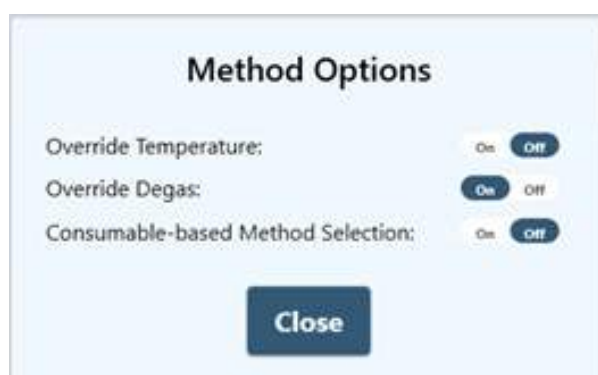 Method Options
Override Temperature: On Off
Override Degas: On Off
Consumable-based Method Selection: On Off
Close